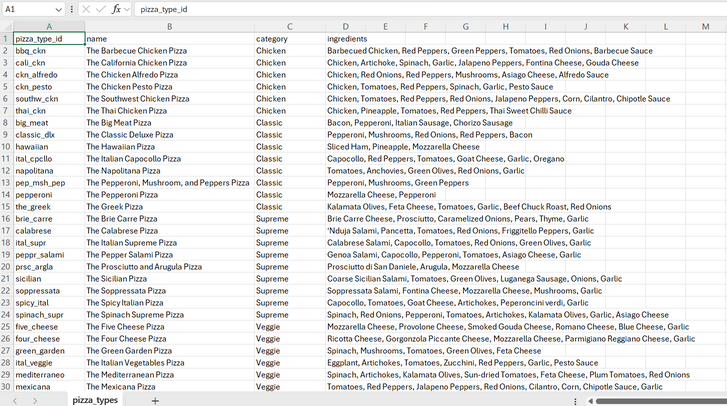 A1 fx pizza_type_id
A B C D E F G H I J K L M
1 pizza_type_id name category ingredients
2 bbq_ckn The Barbecue Chicken Pizza Chicken Barbecued Chicken, Red Peppers, Green Peppers, Tomatoes, Red Onions, Barbecue Sauce
3 cali_ckn The California Chicken Pizza Chicken Chicken, Artichoke, Spinach, Garlic, Jalapeno Peppers, Fontina Cheese, Gouda Cheese
4 ckn_alfredo The Chicken Alfredo Pizza Chicken Chicken, Red Onions, Red Peppers, Mushrooms, Asiago Cheese, Alfredo Sauce
5 ckn_pesto The Chicken Pesto Pizza Chicken Chicken, Tomatoes, Red Peppers, Spinach, Garlic, Pesto Sauce
6 southw_ckn The Southwest Chicken Pizza Chicken Chicken, Tomatoes, Red Peppers, Red Onions, Jalapeno Peppers, Corn, Cilantro, Chipotle Sauce
7 thai_ckn The Thai Chicken Pizza Chicken Chicken, Pineapple, Tomatoes, Red Peppers, Thai Sweet Chilli Sauce
8 big_meat The Big Meat Pizza Classic Bacon, Pepperoni, Italian Sausage, Chorizo Sausage
9 classic_dlx The Classic Deluxe Pizza Classic Pepperoni, Mushrooms, Red Onions, Red Peppers, Bacon
10 hawaiian The Hawaiian Pizza Classic Sliced Ham, Pineapple, Mozzarella Cheese
11 ital_cpcllo The Italian Capocollo Pizza Classic Capocollo, Red Peppers, Tomatoes, Goat Cheese, Garlic, Oregano
12 napolitana The Napolitana Pizza Classic Tomatoes, Anchovies, Green Olives, Red Onions, Garlic
13 pep_msh_pep The Pepperoni, Mushroom, and Peppers Pizza Classic Pepperoni, Mushrooms, Green Peppers
14 pepperoni The Pepperoni Pizza Classic Mozzarella Cheese, Pepperoni
15 the_greek The Greek Pizza Classic Kalamata Olives, Feta Cheese, Tomatoes, Garlic, Beef Chuck Roast, Red Onions
16 brie_carre The Brie Carre Pizza Supreme Brie Carre Cheese, Prosciutto, Caramelized Onions, Pears, Thyme, Garlic
17 calabrese The Calabrese Pizza Supreme 'Nduja Salami, Pancetta, Tomatoes, Red Onions, Friggitello Peppers, Garlic
18 ital_supr The Italian Supreme Pizza Supreme Calabrese Salami, Capocollo, Tomatoes, Red Onions, Green Olives, Garlic
19 peppr_salami The Pepper Salami Pizza Supreme Genoa Salami, Capocollo, Pepperoni, Tomatoes, Asiago Cheese, Garlic
20 prsc_argla The Prosciutto and Arugula Pizza Supreme Prosciutto di San Daniele, Arugula, Mozzarella Cheese
21 sicilian The Sicilian Pizza Supreme Coarse Sicilian Salami, Tomatoes, Green Olives, Luganega Sausage, Onions, Garlic
22 soppressata The Soppressata Pizza Supreme Soppressata Salami, Fontina Cheese, Mozzarella Cheese, Mushrooms, Garlic
23 spicy_ital The Spicy Italian Pizza Supreme Capocollo, Tomatoes, Goat Cheese, Artichokes, Peperoncini verdi, Garlic
24 spinach_supr The Spinach Supreme Pizza Supreme Spinach, Red Onions, Pepperoni, Tomatoes, Artichokes, Kalamata Olives, Garlic, Asiago Cheese
25 five_cheese The Five Cheese Pizza Veggie Mozzarella Cheese, Provolone Cheese, Smoked Gouda Cheese, Romano Cheese, Blue Cheese, Garlic
26 four_cheese The Four Cheese Pizza Veggie Ricotta Cheese, Gorgonzola Piccante Cheese, Mozzarella Cheese, Parmigiano Reggiano Cheese, Garlic
27 green_garden The Green Garden Pizza Veggie Spinach, Mushrooms, Tomatoes, Green Olives, Feta Cheese
28 ital_veggie The Italian Vegetables Pizza Veggie Eggplant, Artichokes, Tomatoes, Zucchini, Red Peppers, Garlic, Pesto Sauce
29 mediterraneo The Mediterranean Pizza Veggie Spinach, Artichokes, Kalamata Olives, Sun-dried Tomatoes, Feta Cheese, Plum Tomatoes, Red Onions
30 mexicana The Mexicana Pizza Veggie Tomatoes, Red Peppers, Jalapeno Peppers, Red Onions, Cilantro, Corn, Chipotle Sauce, Garlic
pizza_types